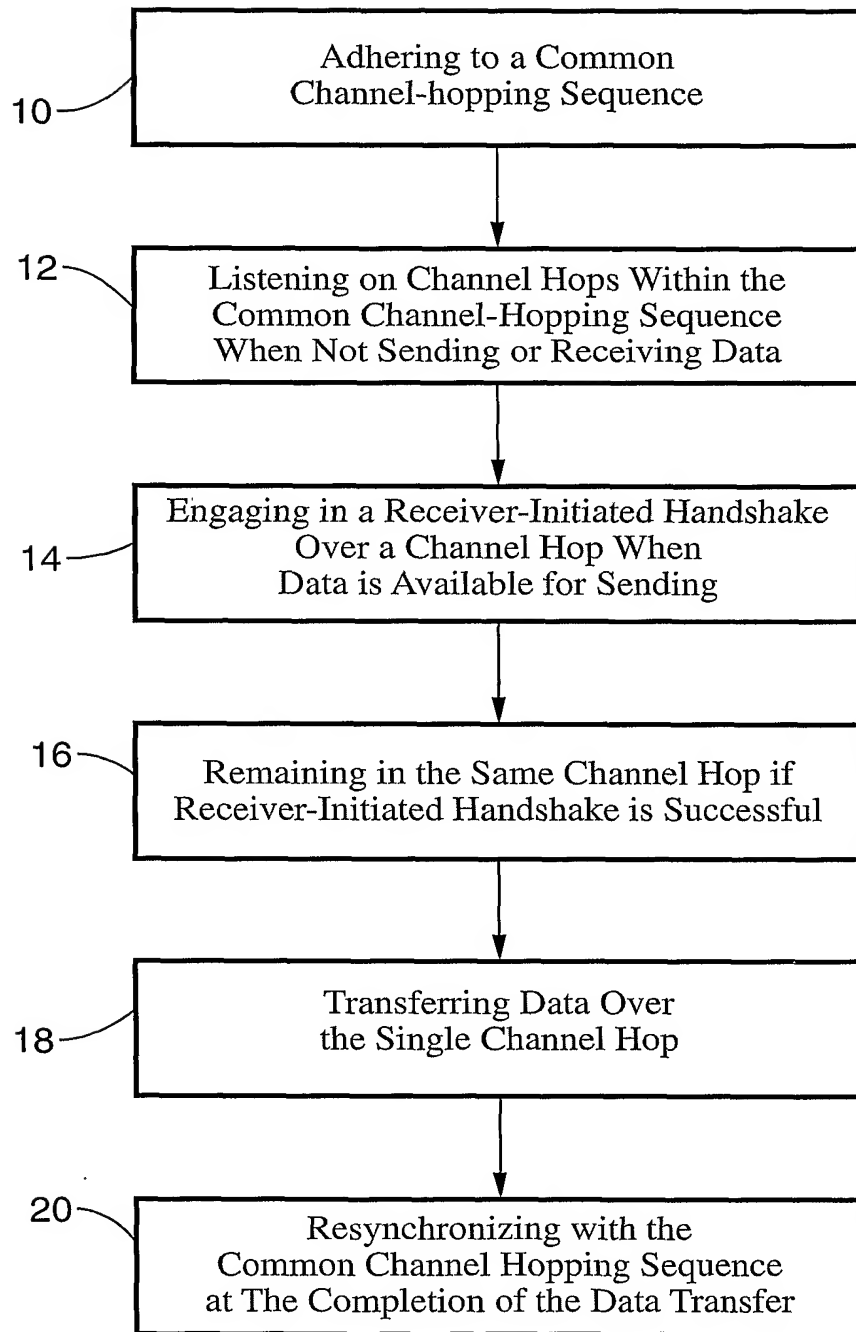 10
Adhering to a Common
Channel-hopping Sequence
12
Listening on Channel Hops Within the
Common Channel-Hopping Sequence
When Not Sending or Receiving Data
14
Engaging in a Receiver-Initiated Handshake
Over a Channel Hop When
Data is Available for Sending
16
Remaining in the Same Channel Hop if
Receiver-Initiated Handshake is Successful
18
Transferring Data Over
the Single Channel Hop
20
Resynchronizing with the
Common Channel Hopping Sequence
at The Completion of the Data Transfer